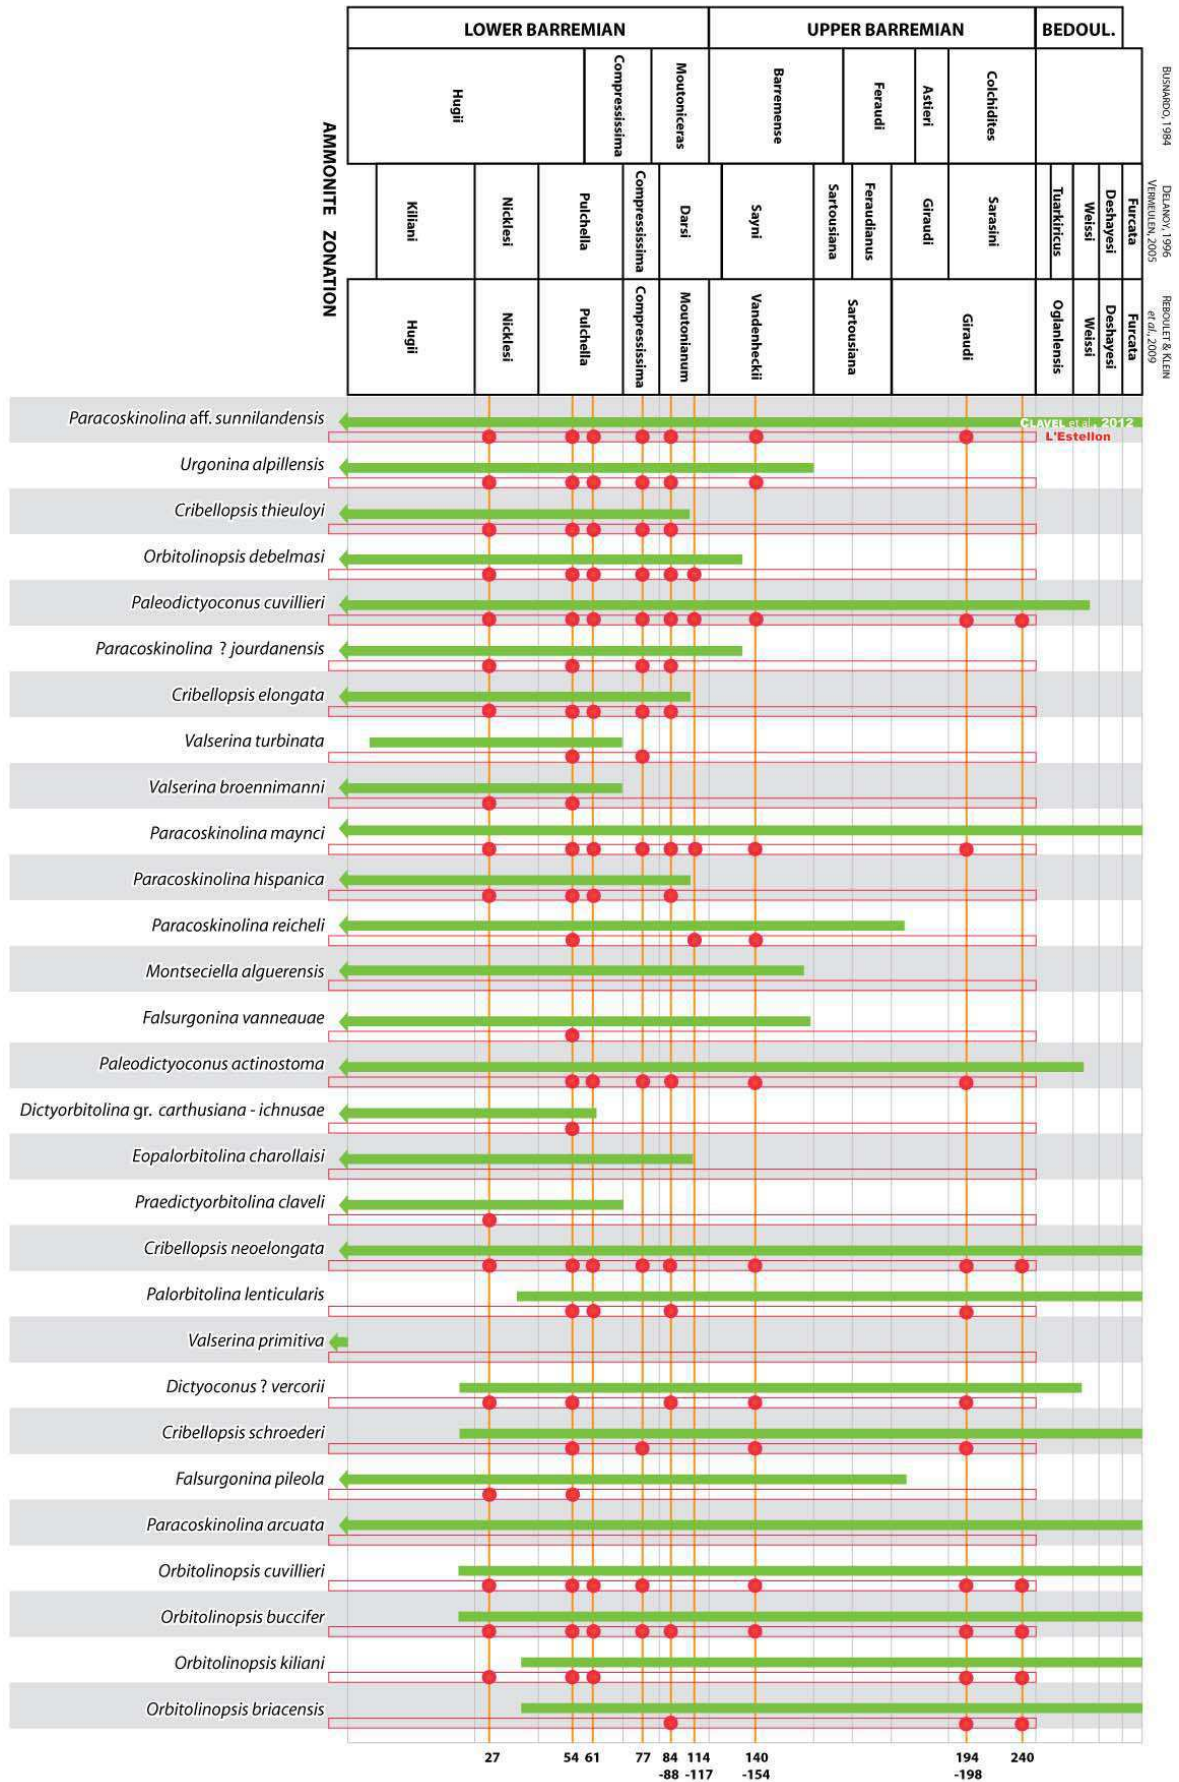 LOWER BARREMIAN UPPER BARREMIAN BEDOUL.
Hugii Compressissima Moutoniceras Barremense Feraudi Astieri Colchidites
BUSNARDO, 1984
Kiliani Nicklesi Pulchella Compressissima Darsi Sayni Sartousiana Feraudianus Giraudi Sarasini Tuarkiricus Weissi Deshayesi Furcata
DELANOY, 1996
VERMEULEN, 2005
Hugii Nicklesi Pulchella Compressissima Moutonianum Vandenheckii Sartousiana Giraudi Oglanlensis Weissi Deshayesi Furcata
REBOULET & KLEIN
et al., 2009
AMMONITE ZONATION
Paracoskinolina aff. sunnilandensis
CLAVEL et al., 2012
L'Estellon
Urgonina alpillensis
Cribellopsis thieuloyi
Orbitolinopsis debelmasi
Paleodictyoconus cuvillieri
Paracoskinolina ? jourdanensis
Cribellopsis elongata
Valserina turbinata
Valserina broennimanni
Paracoskinolina maynci
Paracoskinolina hispanica
Paracoskinolina reicheli
Montseciella alguerensis
Falsurgonina vanneauae
Paleodictyoconus actinostoma
Dictyorbitolina gr. carthusiana - ichnusae
Eopalorbitolina charollaisi
Praedictyorbitolina claveli
Cribellopsis neoelongata
Palorbitolina lenticularis
Valserina primitiva
Dictyoconus ? vercorii
Cribellopsis schroederi
Falsurgonina pileola
Paracoskinolina arcuata
Orbitolinopsis cuvillieri
Orbitolinopsis buccifer
Orbitolinopsis kiliani
Orbitolinopsis briacensis
27 54 61 77 84 114 140 194 240
-88 -117 -154 -198